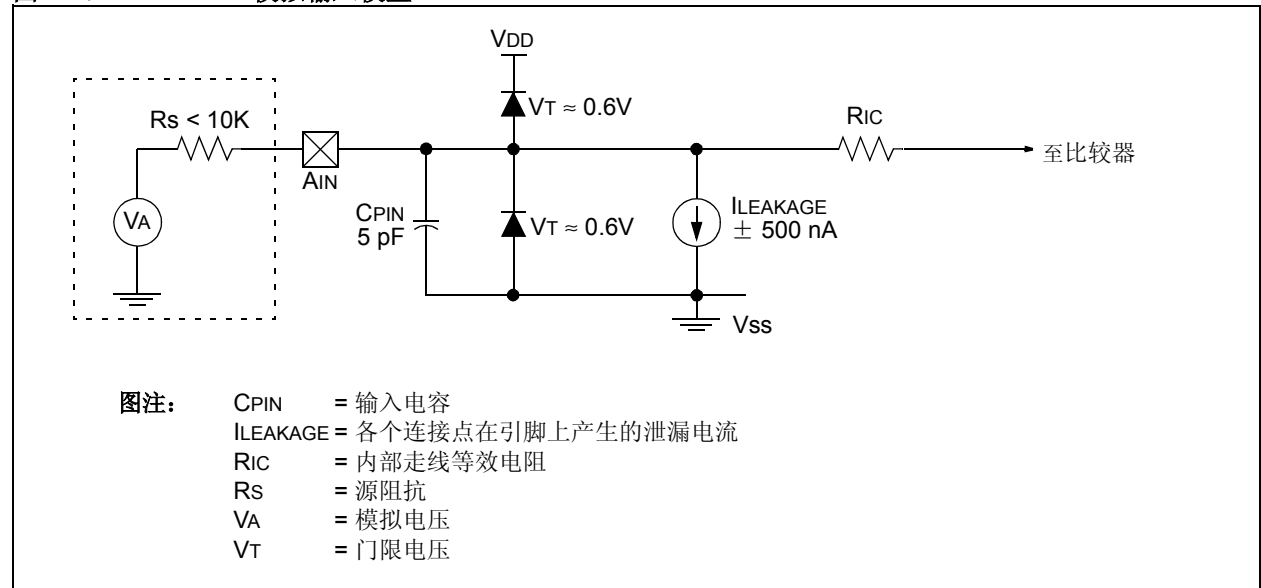 VDD
VT ≈ 0.6V
RIC
Rs < 10K
至比较器
AIN
CPIN
5 pF
VT ≈ 0.6V
ILEAKAGE
± 500 nA
VA
Vss
图注：
CPIN = 输入电容
ILEAKAGE = 各个连接点在引脚上产生的泄漏电流
RIC = 内部走线等效电阻
RS = 源阻抗
VA = 模拟电压
VT = 门限电压